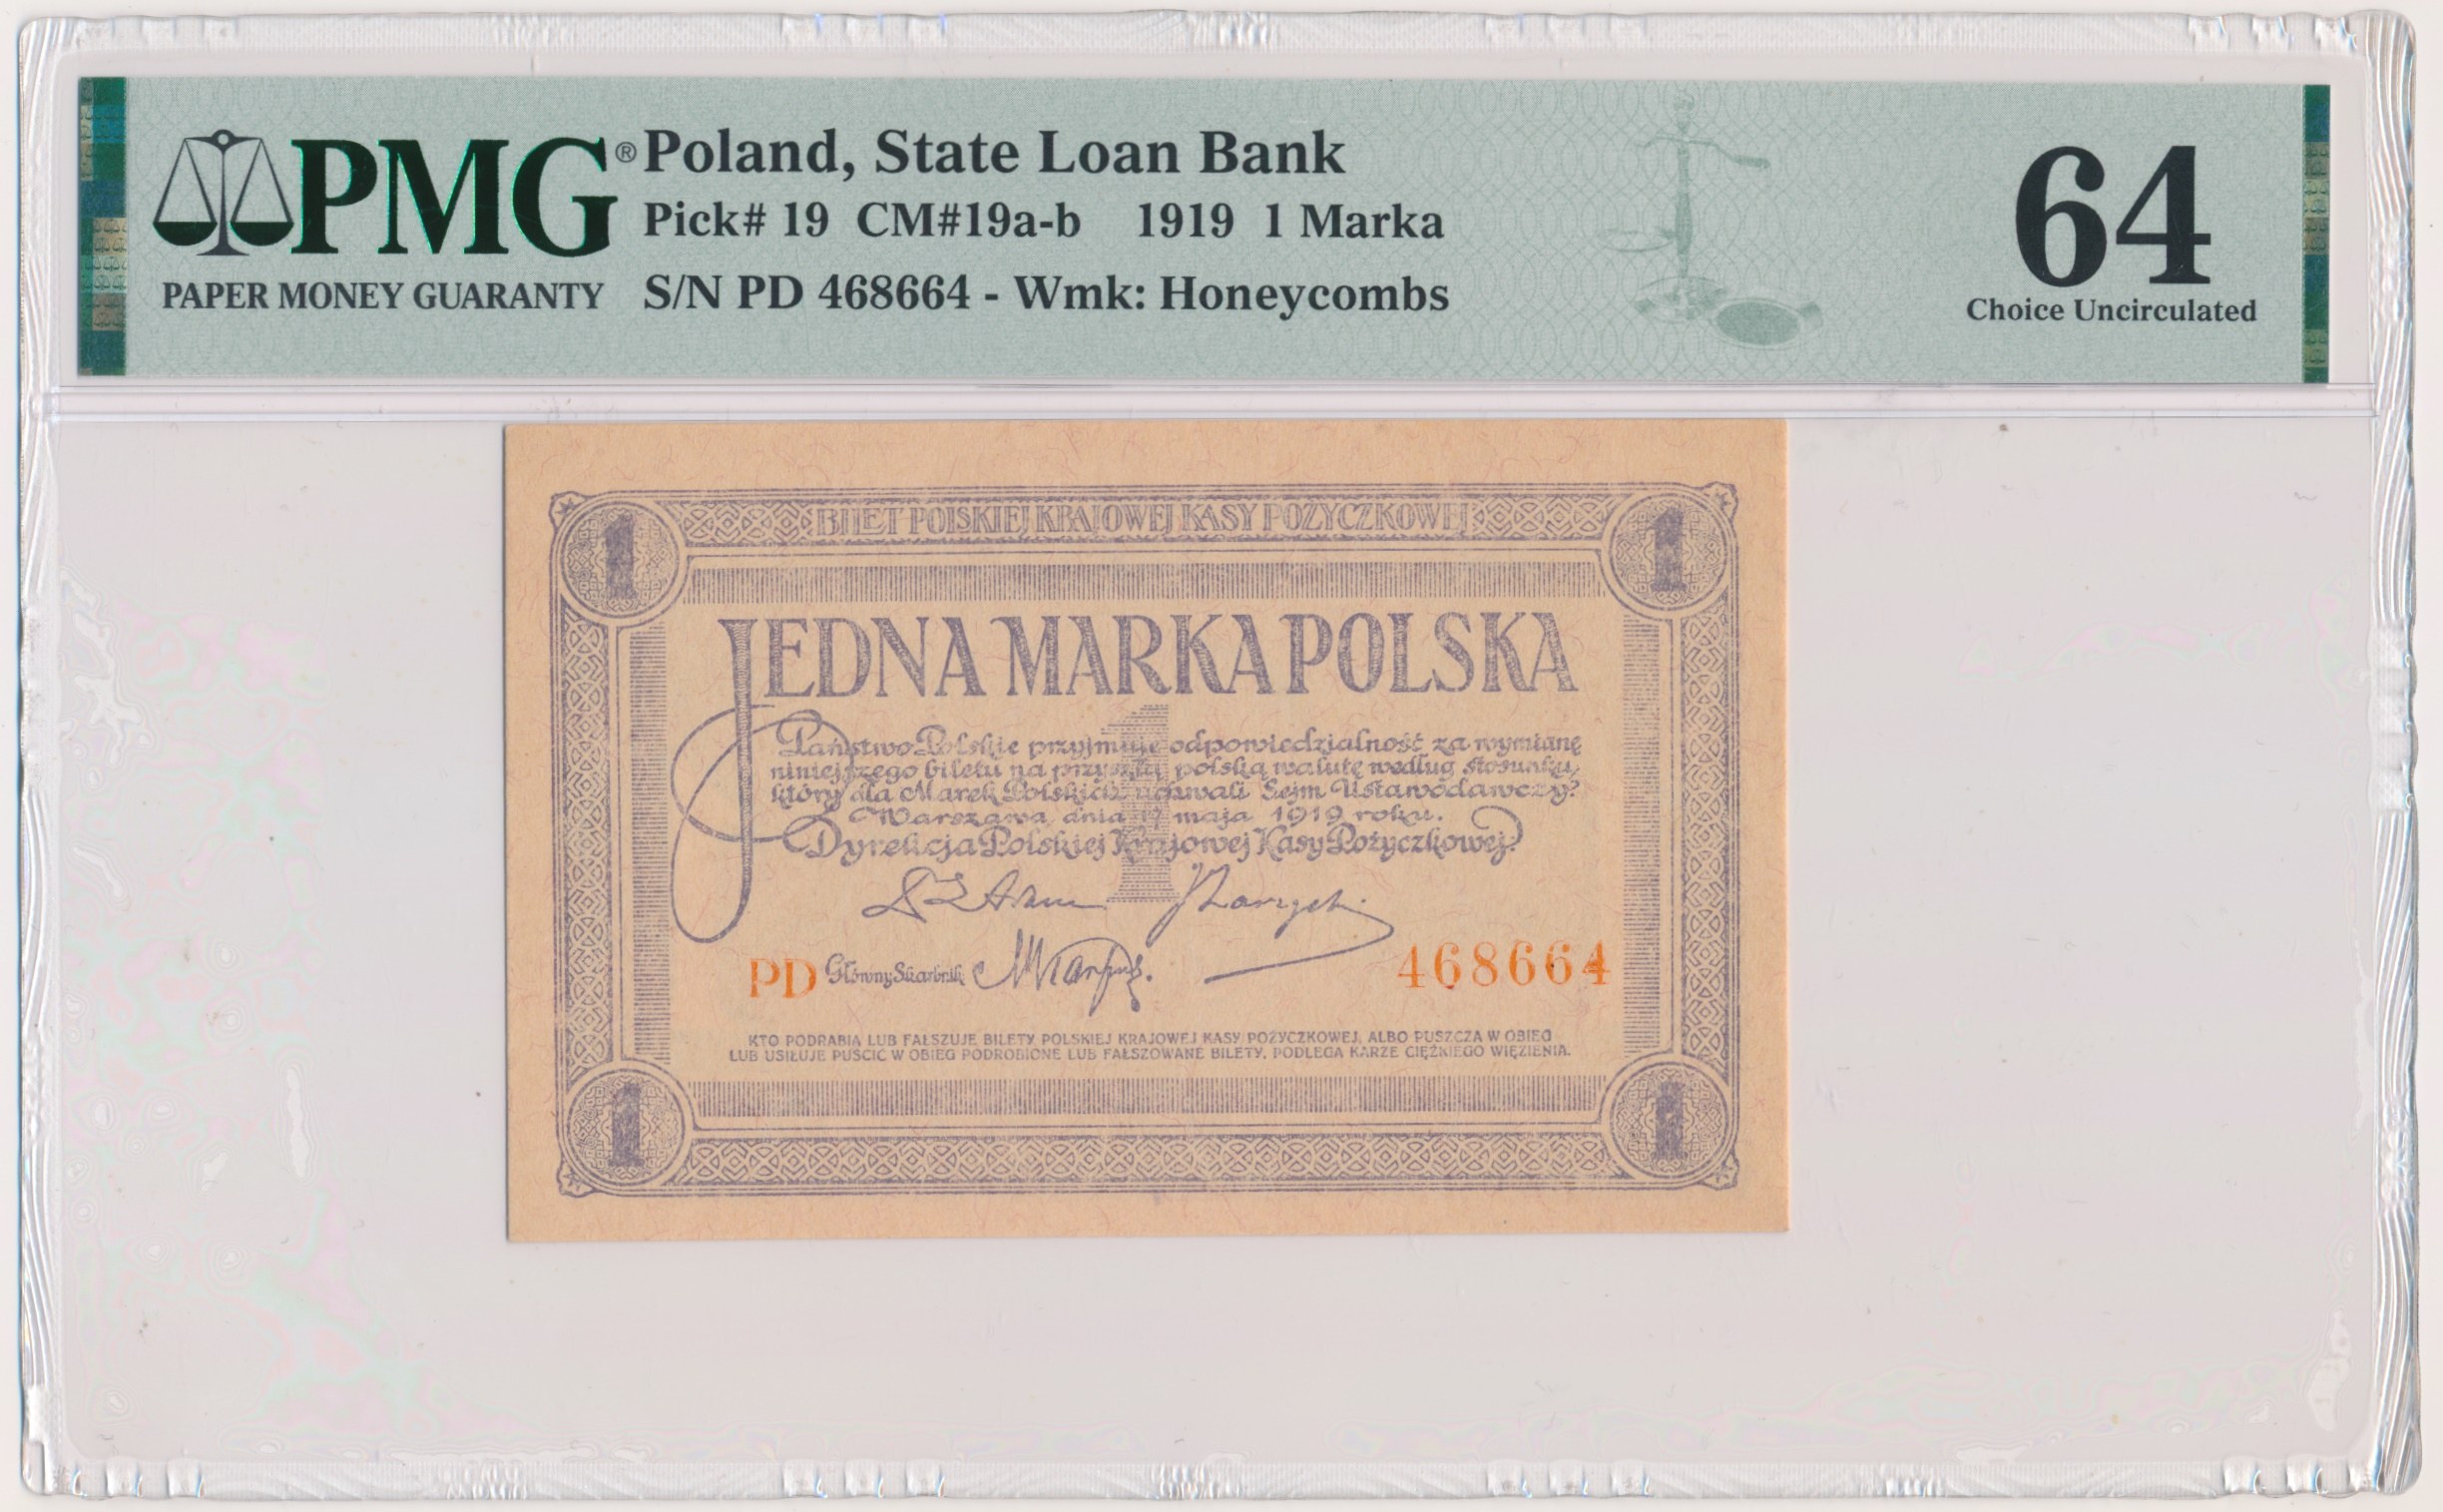 PMG®
PAPER MONEY GUARANTY
Poland, State Loan Bank
Pick# 19 CM#19a-b 1919 1 Marka
S/N PD 468664 - Wmk: Honeycombs
64
Choice Uncirculated
1 BILET POLSKIEJ KRAJOWEJ KASY POŻYCZKOWEJ 1
JEDNA MARKA POLSKA
1
Państwo Polskie przyjmuje odpowiedzialność za wymianę
niniejszego biletu na przyszłą polską walutę według stosunku,
który dla Marek Polskich uchwali Sejm Ustawodawczy.
Warszawa, dnia 17 maja 1919 roku.
Dyrekcja Polskiej Krajowej Kasy Pożyczkowej:
PD Główny Skarbnik 468664
KTO PODRABIA LUB FAŁSZUJE BILETY POLSKIEJ KRAJOWEJ KASY POŻYCZKOWEJ, ALBO PUSZCZA W OBIEG
LUB USIŁUJE PUŚCIĆ W OBIEG PODROBIONE LUB FAŁSZOWANE BILETY, PODLEGA KARZE CIĘŻKIEGO WIĘZIENIA.
1 1